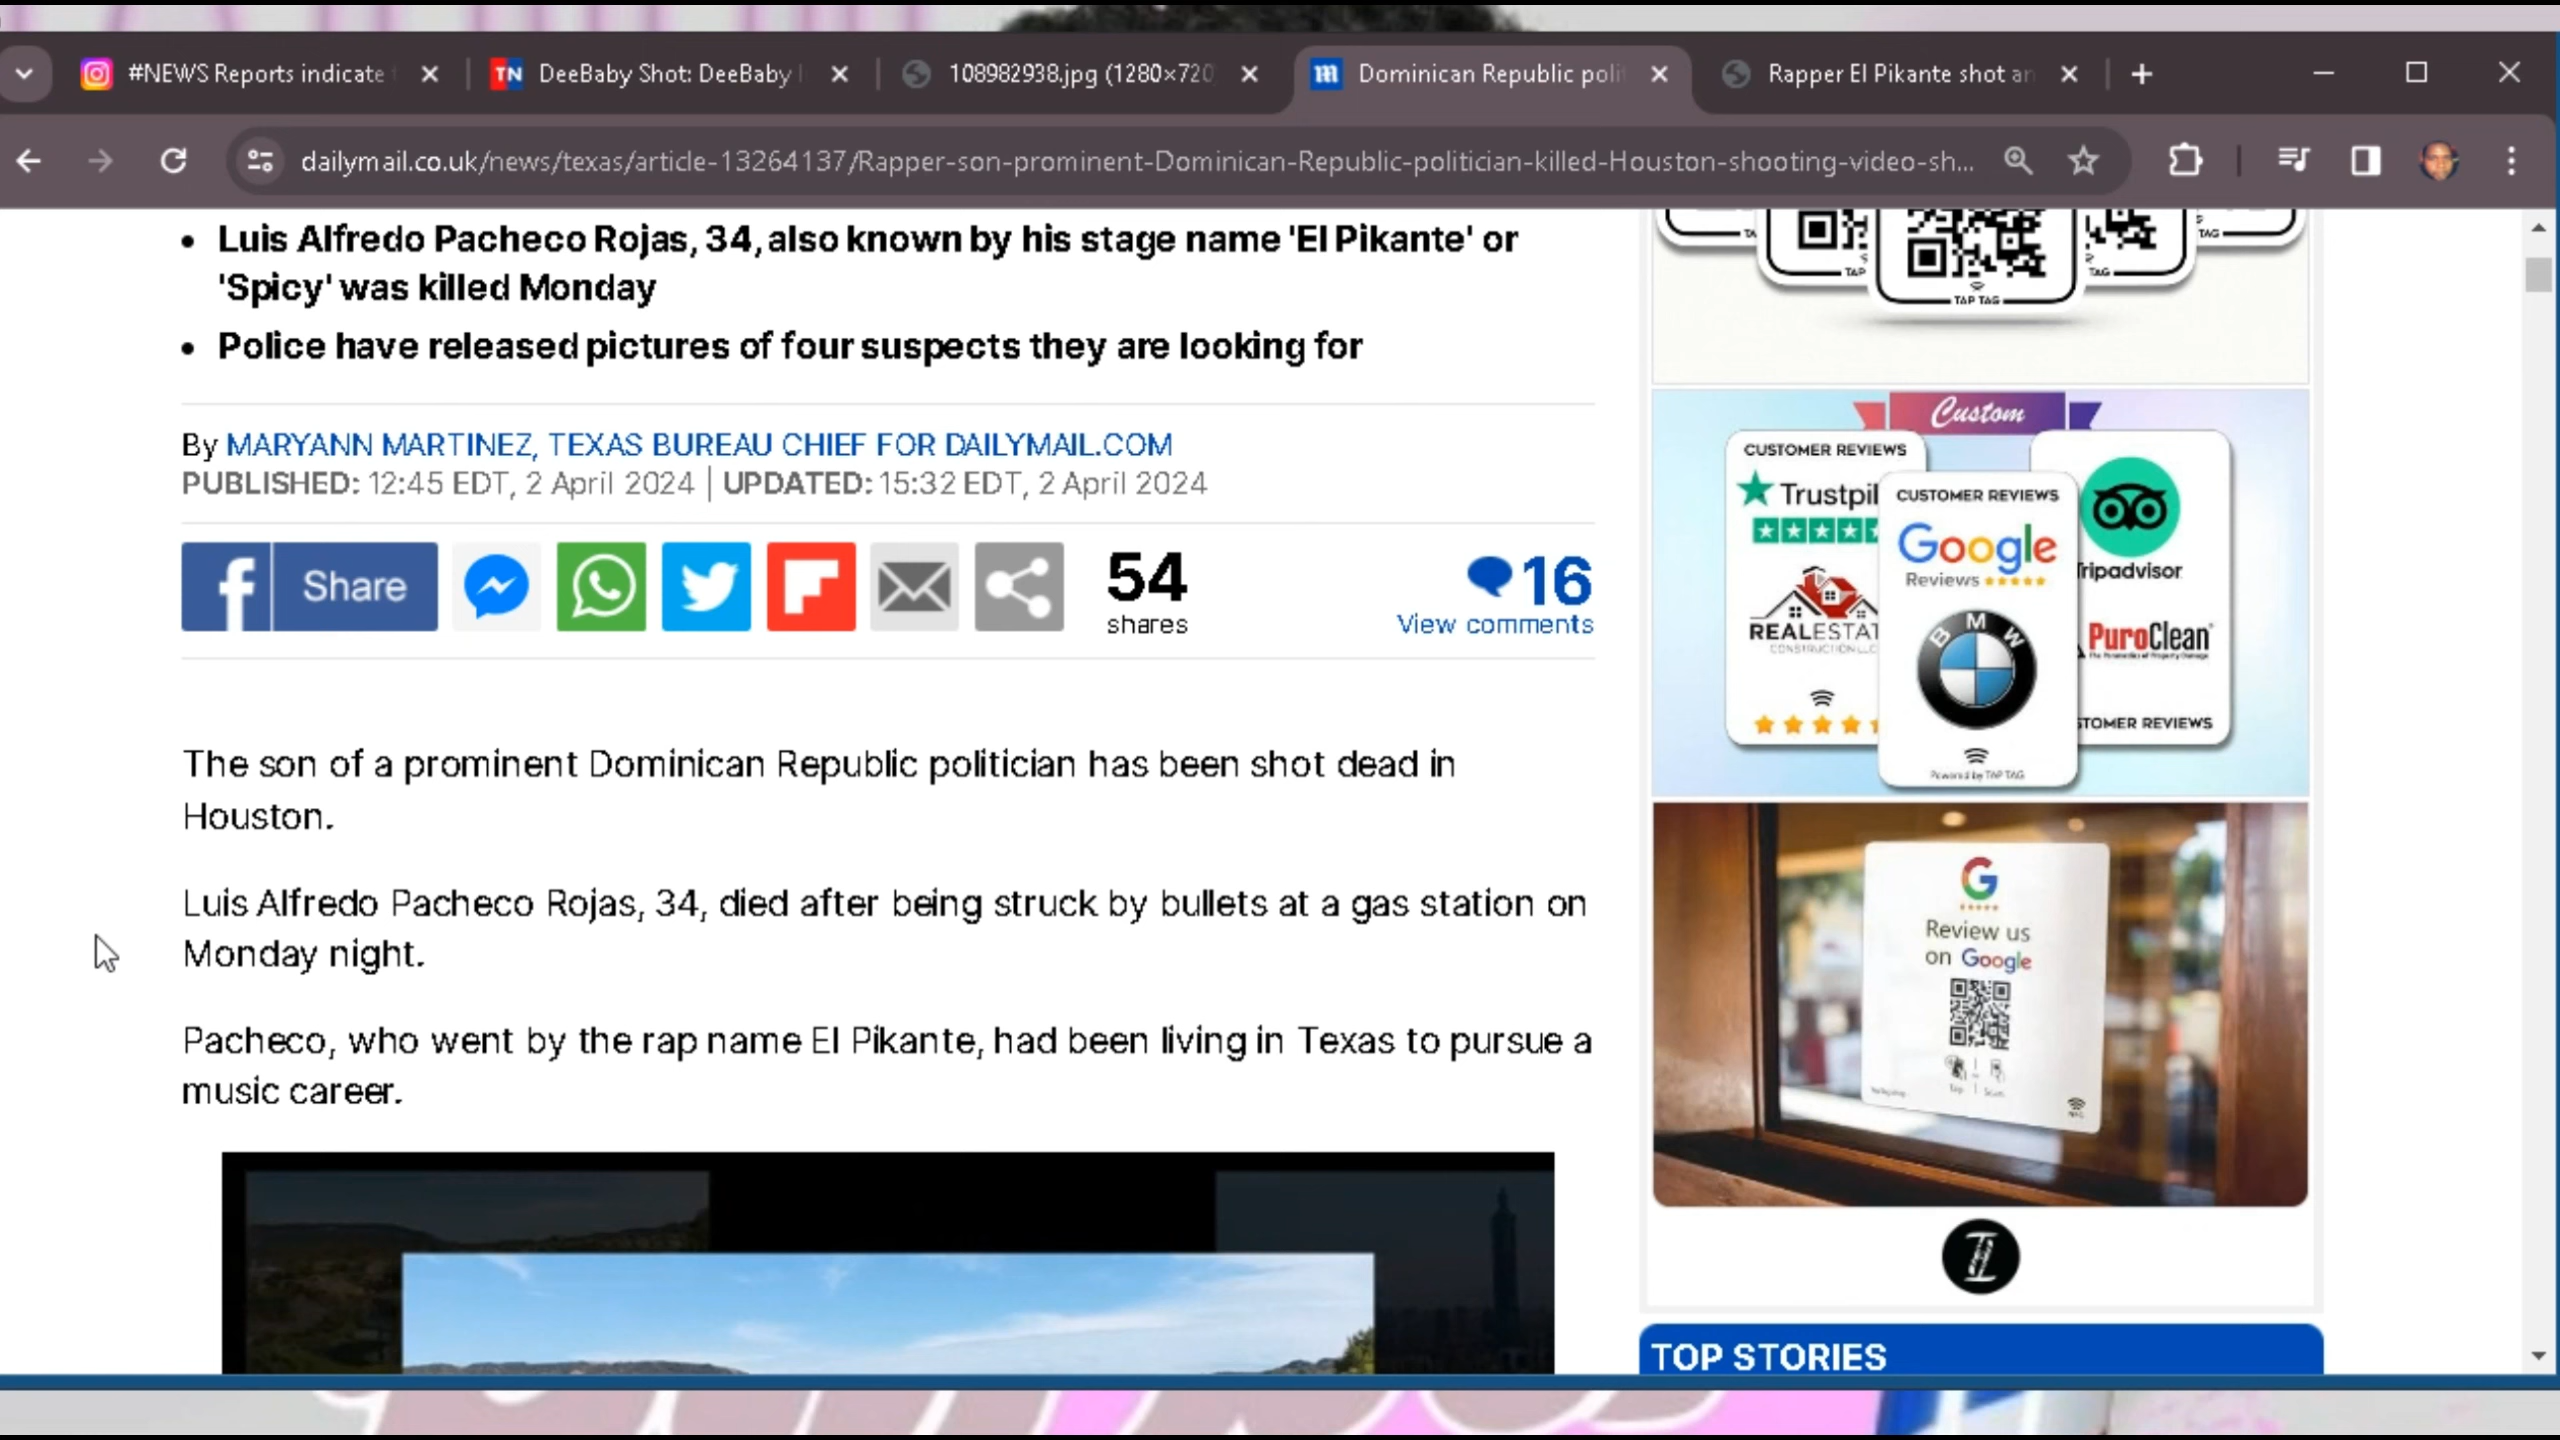 #NEWS Reports indicate
DeeBaby Shot: DeeBaby
108982938.jpg (1280×720
Dominican Republic poli
Rapper El Pikante shot an
dailymail.co.uk/news/texas/article-13264137/Rapper-son-prominent-Dominican-Republic-politician-killed-Houston-shooting-video-sh...
Luis Alfredo Pacheco Rojas, 34, also known by his stage name 'El Pikante' or
'Spicy' was killed Monday
Police have released pictures of four suspects they are looking for
By MARYANN MARTINEZ, TEXAS BUREAU CHIEF FOR DAILYMAIL.COM
PUBLISHED: 12:45 EDT, 2 April 2024 | UPDATED: 15:32 EDT, 2 April 2024
Share
54
shares
16
View comments
The son of a prominent Dominican Republic politician has been shot dead in
Houston.
Luis Alfredo Pacheco Rojas, 34, died after being struck by bullets at a gas station on
Monday night.
Pacheco, who went by the rap name El Pikante, had been living in Texas to pursue a
music career.
TAP TAG
Custom
CUSTOMER REVIEWS
Trustpil
REALESTAT
CONSTRUCTION LLC
CUSTOMER REVIEWS
Google
Reviews
BMW
Powered by TAP TAG
Tripadvisor
PuroClean
STOMER REVIEWS
G
Review us
on Google
TOP STORIES